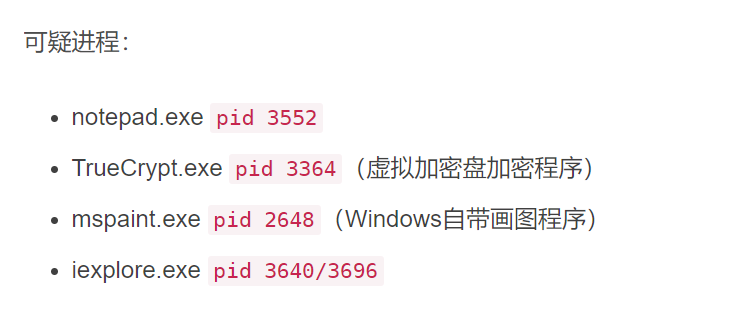 可疑进程：
notepad.exe pid 3552
TrueCrypt.exe pid 3364（虚拟加密盘加密程序）
mspaint.exe pid 2648（Windows自带画图程序）
iexplore.exe pid 3640/3696